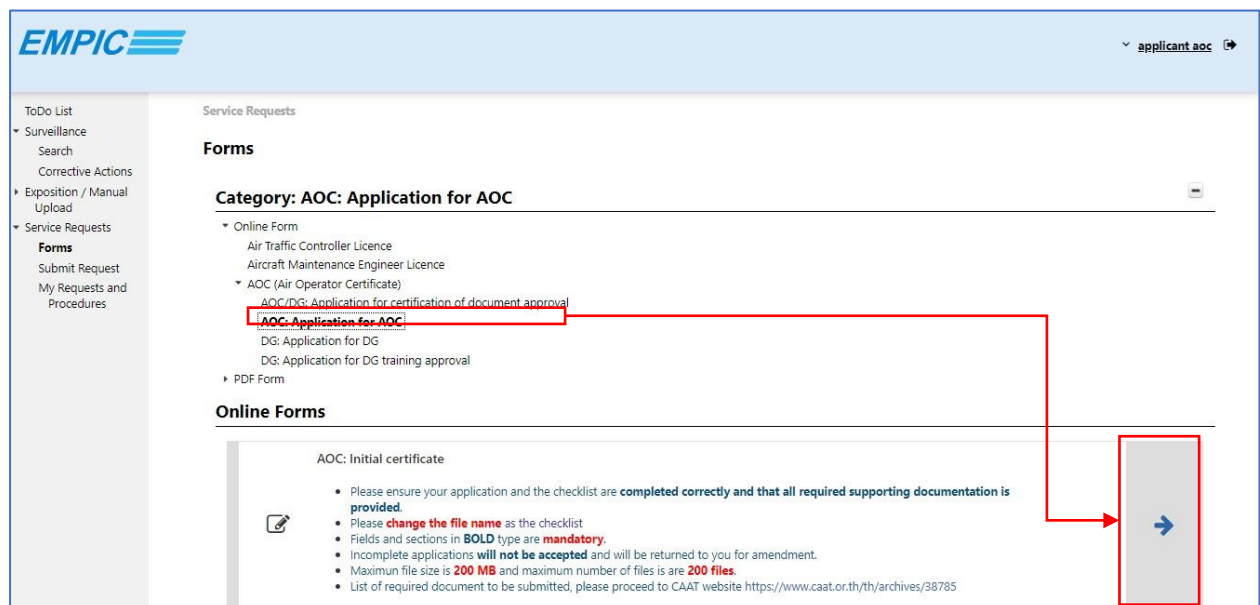 EMPIC
applicant aoc
ToDo List
Surveillance
Search
Corrective Actions
Exposition / Manual
Upload
Service Requests
Forms
Submit Request
My Requests and
Procedures
Service Requests
Forms
Category: AOC: Application for AOC
Online Form
Air Traffic Controller Licence
Aircraft Maintenance Engineer Licence
AOC (Air Operator Certificate)
AOC/DG: Application for certification of document approval
AOC: Application for AOC
DG: Application for DG
DG: Application for DG training approval
PDF Form
Online Forms
AOC: Initial certificate
• Please ensure your application and the checklist are completed correctly and that all required supporting documentation is
provided.
• Please change the file name as the checklist
• Fields and sections in BOLD type are mandatory.
• Incomplete applications will not be accepted and will be returned to you for amendment.
• Maximun file size is 200 MB and maximum number of files is are 200 files.
• List of required document to be submitted, please proceed to CAAT website https://www.caat.or.th/th/archives/38785